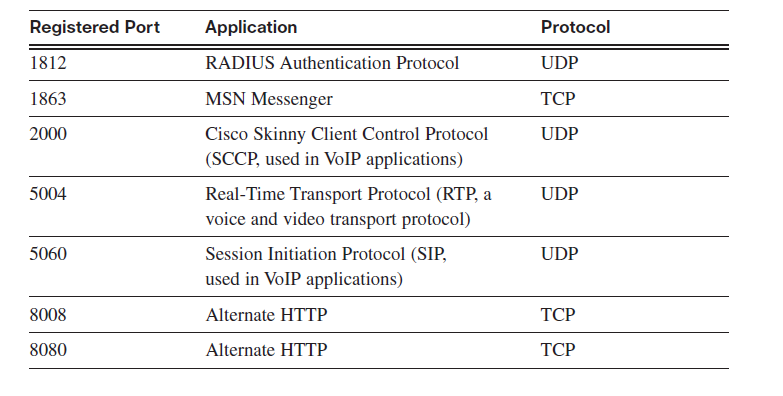 Registered Port Application Protocol
1812 RADIUS Authentication Protocol UDP
1863 MSN Messenger TCP
2000 Cisco Skinny Client Control Protocol UDP
(SCCP, used in VoIP applications)
5004 Real-Time Transport Protocol (RTP, a UDP
voice and video transport protocol)
5060 Session Initiation Protocol (SIP, UDP
used in VoIP applications)
8008 Alternate HTTP TCP
8080 Alternate HTTP TCP